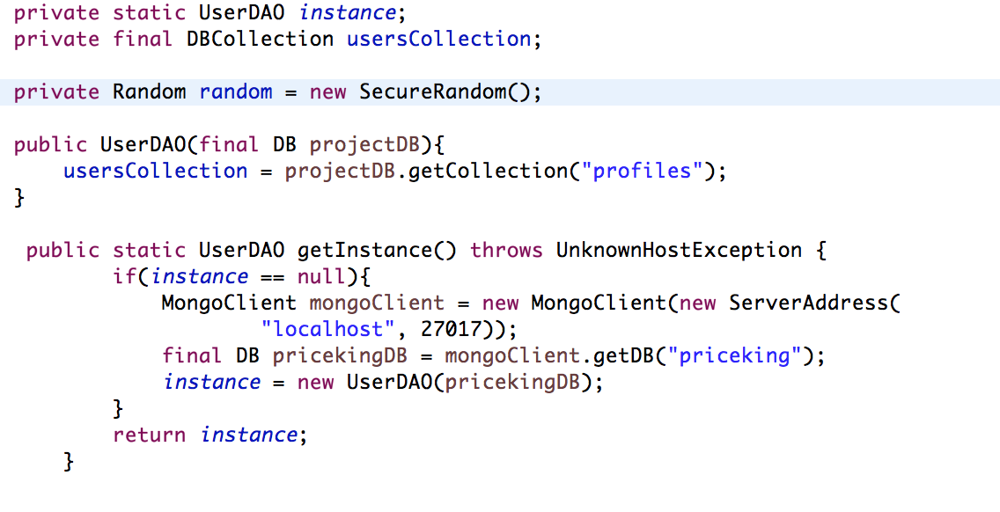 private static UserDAO instance;
private final DBCollection usersCollection;
private Random random = new SecureRandom();
public UserDAO(final DB projectDB){
usersCollection = projectDB.getCollection("profiles");
}
public static UserDAO getInstance() throws UnknownHostException {
if(instance == null){
MongoClient mongoClient = new MongoClient(new ServerAddress(
"localhost", 27017));
final DB pricekingDB = mongoClient.getDB("priceking");
instance = new UserDAO(pricekingDB);
}
return instance;
}